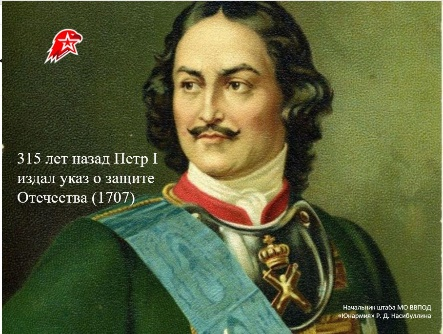 315 лет назад Петр I
издал указ о защите
Отечества (1707)
Начальник штаба МО ВВПОД
«Юнармия» Р. Д. Насибуллина